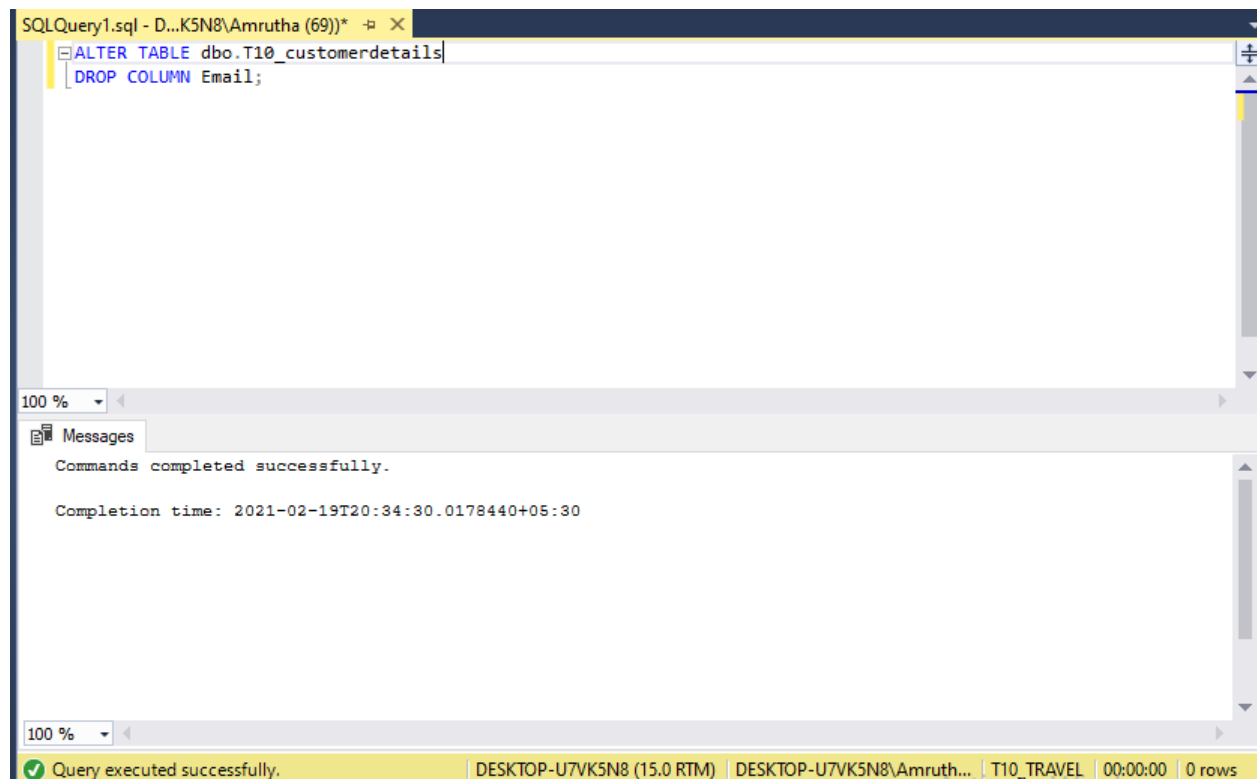 SQLQuery1.sql - D...K5N8\Amrutha (69))*
ALTER TABLE dbo.T10_customerdetails
DROP COLUMN Email;
100 %
Messages
Commands completed successfully.
Completion time: 2021-02-19T20:34:30.0178440+05:30
100 %
Query executed successfully. DESKTOP-U7VK5N8 (15.0 RTM) DESKTOP-U7VK5N8\Amruth... T10_TRAVEL 00:00:00 0 rows